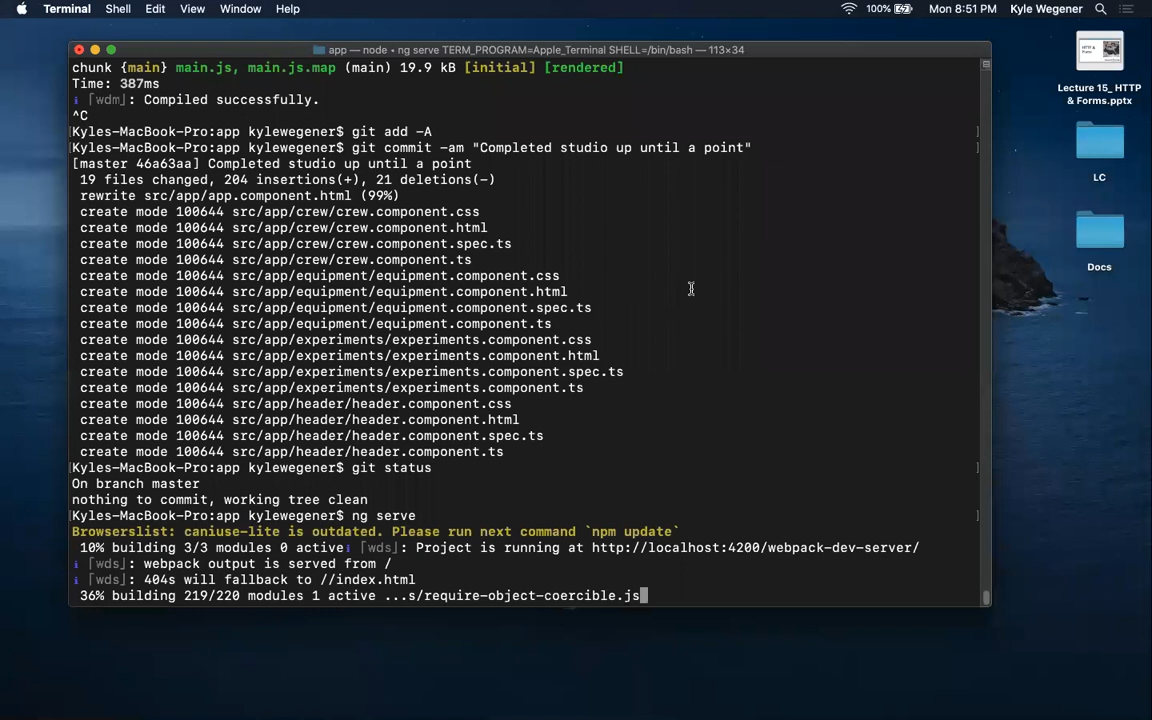 Terminal Shell Edit View Window Help 100% Mon 8:51 PM Kyle Wegener
app — node • ng serve TERM_PROGRAM=Apple_Terminal SHELL=/bin/bash — 113×34
chunk {main} main.js, main.js.map (main) 19.9 kB [initial] [rendered]
Time: 387ms
ℹ ｢wdm｣: Compiled successfully.
^C
[Kyles-MacBook-Pro:app kylewegener$ git add -A ]
[Kyles-MacBook-Pro:app kylewegener$ git commit -am "Completed studio up until a point" ]
[master 46a63aa] Completed studio up until a point
19 files changed, 204 insertions(+), 21 deletions(-)
rewrite src/app/app.component.html (99%)
create mode 100644 src/app/crew/crew.component.css
create mode 100644 src/app/crew/crew.component.html
create mode 100644 src/app/crew/crew.component.spec.ts
create mode 100644 src/app/crew/crew.component.ts
create mode 100644 src/app/equipment/equipment.component.css
create mode 100644 src/app/equipment/equipment.component.html
create mode 100644 src/app/equipment/equipment.component.spec.ts
create mode 100644 src/app/equipment/equipment.component.ts
create mode 100644 src/app/experiments/experiments.component.css
create mode 100644 src/app/experiments/experiments.component.html
create mode 100644 src/app/experiments/experiments.component.spec.ts
create mode 100644 src/app/experiments/experiments.component.ts
create mode 100644 src/app/header/header.component.css
create mode 100644 src/app/header/header.component.html
create mode 100644 src/app/header/header.component.spec.ts
create mode 100644 src/app/header/header.component.ts
[Kyles-MacBook-Pro:app kylewegener$ git status ]
On branch master
nothing to commit, working tree clean
[Kyles-MacBook-Pro:app kylewegener$ ng serve ]
Browserslist: caniuse-lite is outdated. Please run next command `npm update`
10% building 3/3 modules 0 activeℹ ｢wds｣: Project is running at http://localhost:4200/webpack-dev-server/
ℹ ｢wds｣: webpack output is served from /
ℹ ｢wds｣: 404s will fallback to //index.html
36% building 219/220 modules 1 active ...s/require-object-coercible.js
HTTP &
Forms
Lecture 15_ HTTP
& Forms.pptx
LC
Docs